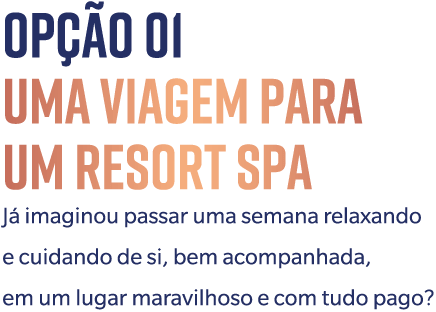 OPÇÃO 01
UMA VIAGEM PARA
UM RESORT SPA
Já imaginou passar uma semana relaxando
e cuidando de si, bem acompanhada,
em um lugar maravilhoso e com tudo pago?